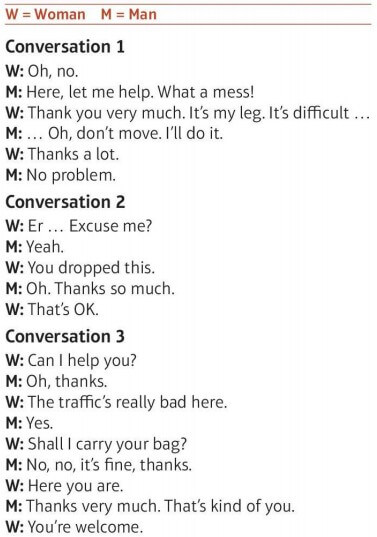 W = Woman M = Man
Conversation 1
W: Oh, no.
M: Here, let me help. What a mess!
W: Thank you very much. It's my leg. It's difficult …
M: … Oh, don't move. I'll do it.
W: Thanks a lot.
M: No problem.
Conversation 2
W: Er … Excuse me?
M: Yeah.
W: You dropped this.
M: Oh. Thanks so much.
W: That's OK.
Conversation 3
W: Can I help you?
M: Oh, thanks.
W: The traffic's really bad here.
M: Yes.
W: Shall I carry your bag?
M: No, no, it's fine, thanks.
W: Here you are.
M: Thanks very much. That's kind of you.
W: You're welcome.